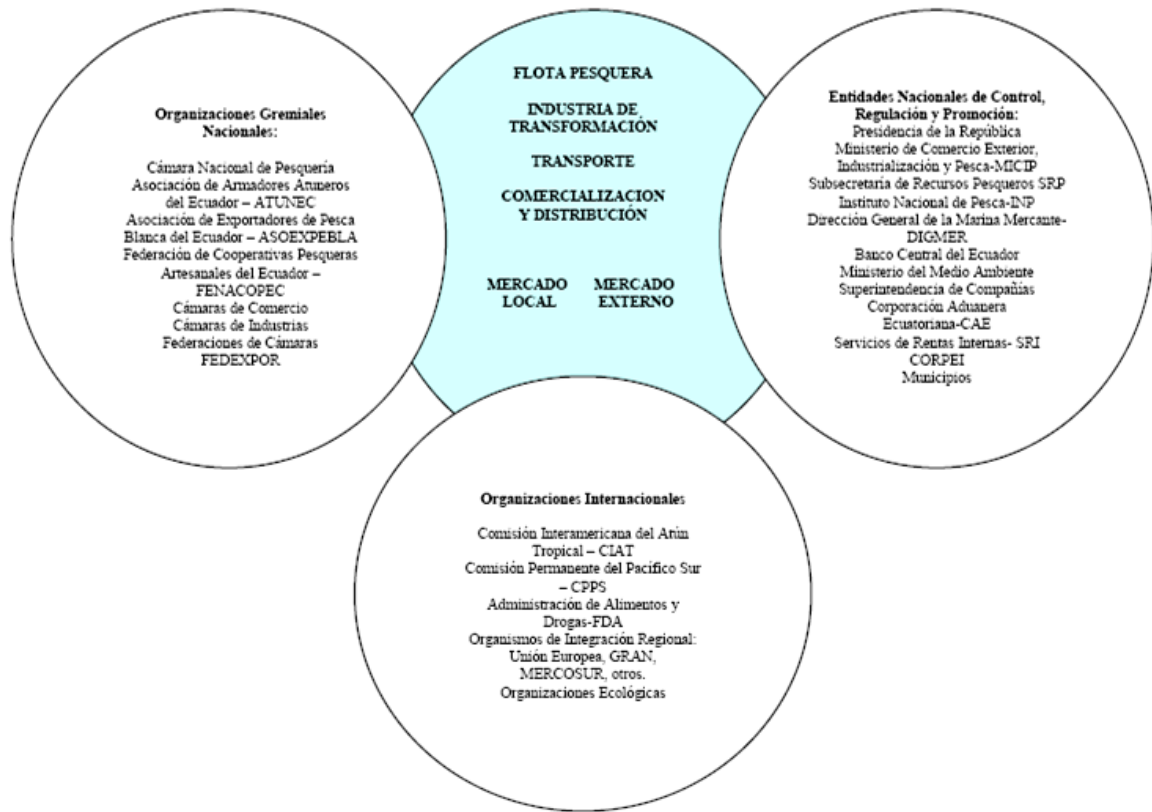 Organizaciones Gremiales
Nacionales:
Cámara Nacional de Pesquería
Asociación de Armadores Atuneros
del Ecuador – ATUNEC
Asociación de Exportadores de Pesca
Blanca del Ecuador – ASOEXPEBLA
Federación de Cooperativas Pesqueras
Artesanales del Ecuador –
FENACOPEC
Cámaras de Comercio
Cámaras de Industrias
Federaciones de Cámaras
FEDEXPOR
FLOTA PESQUERA
INDUSTRIA DE
TRANSFORMACIÓN
TRANSPORTE
COMERCIALIZACION
Y DISTRIBUCIÓN
MERCADO
LOCAL
MERCADO
EXTERNO
Entidades Nacionales de Control,
Regulación y Promoción:
Presidencia de la República
Ministerio de Comercio Exterior,
Industrialización y Pesca-MICIP
Subsecretaría de Recursos Pesqueros SRP
Instituto Nacional de Pesca-INP
Dirección General de la Marina Mercante-
DIGMER
Banco Central del Ecuador
Ministerio del Medio Ambiente
Superintendencia de Compañías
Corporación Aduanera
Ecuatoriana-CAE
Servicios de Rentas Internas- SRI
CORPEI
Municipios
Organizaciones Internacionales
Comisión Interamericana del Atún
Tropical – CIAT
Comisión Permanente del Pacífico Sur
– CPPS
Administración de Alimentos y
Drogas-FDA
Organismos de Integración Regional:
Unión Europea, GRAN,
MERCOSUR, otros.
Organizaciones Ecológicas